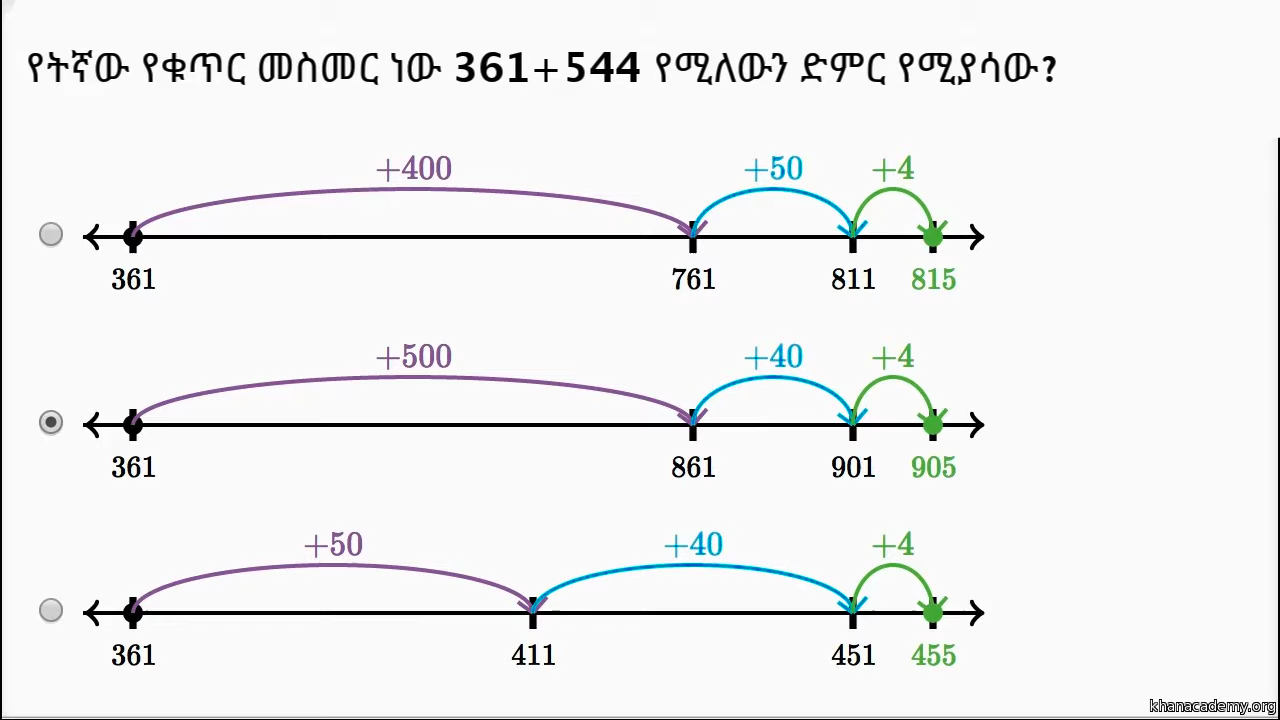 የትኛው የቁጥር መስመር ነው 361+544 የሚለውን ድምር የሚያሳው?
+400 +50 +4
361 761 811 815
+500 +40 +4
361 861 901 905
+50 +40 +4
361 411 451 455
khanacademy.org